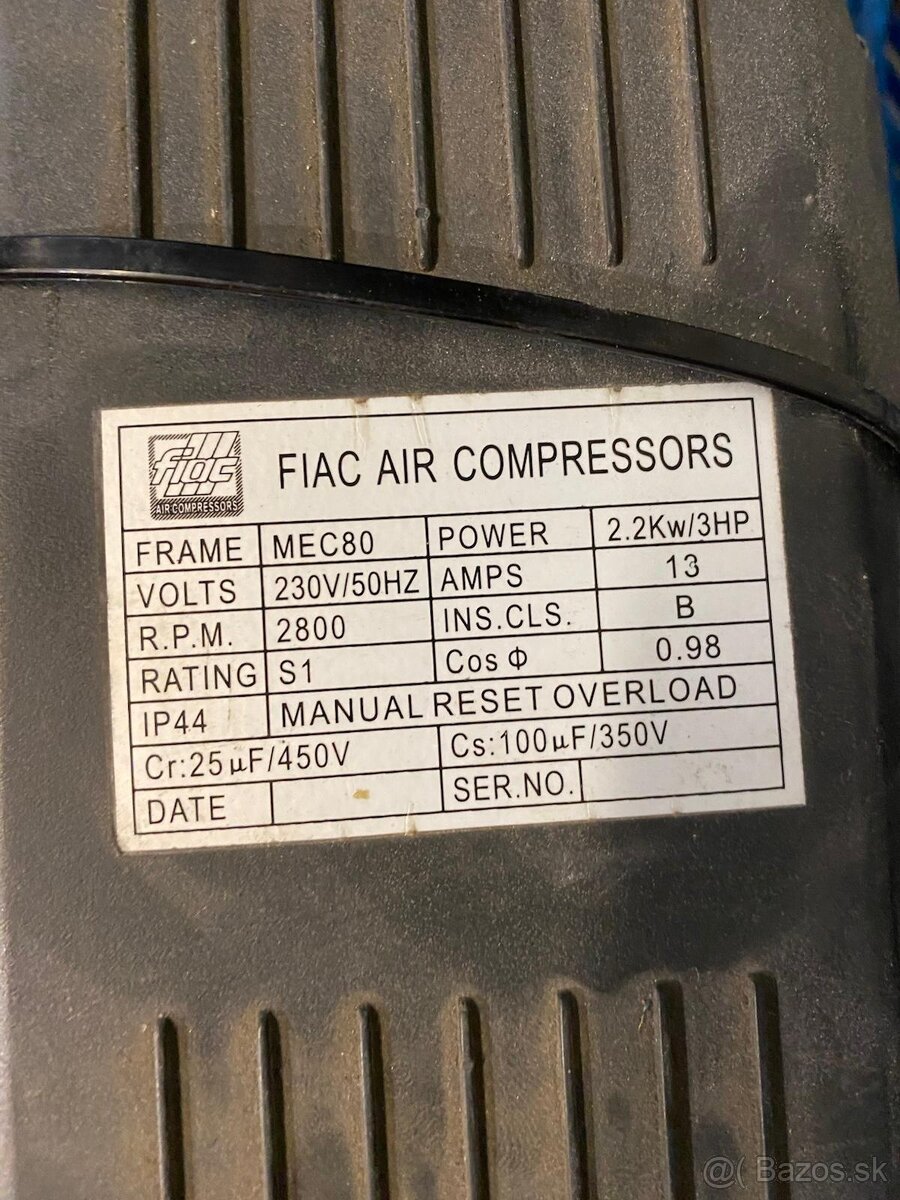 fiac
AIR COMPRESSORS
FIAC AIR COMPRESSORS
FRAME MEC80 POWER 2.2Kw/3HP
VOLTS 230V/50HZ AMPS 13
R.P.M. 2800 INS.CLS. B
RATING S1 Cos Φ 0.98
IP44 MANUAL RESET OVERLOAD
Cr:25µF/450V Cs:100µF/350V
DATE SER.NO.
@( Bazos.sk